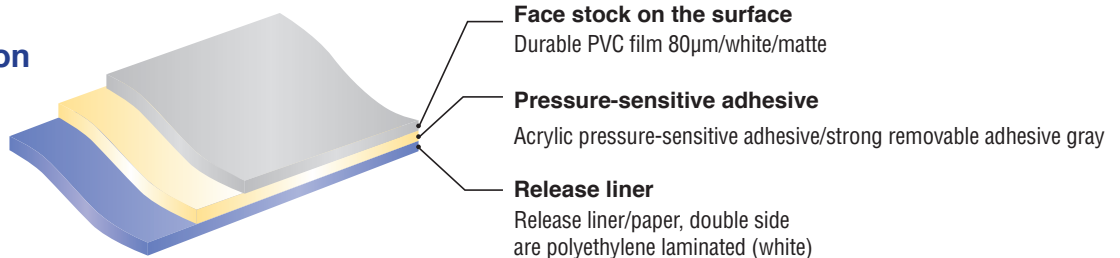 on
Face stock on the surface
Durable PVC film 80μm/white/matte
Pressure-sensitive adhesive
Acrylic pressure-sensitive adhesive/strong removable adhesive gray
Release liner
Release liner/paper, double side
are polyethylene laminated (white)